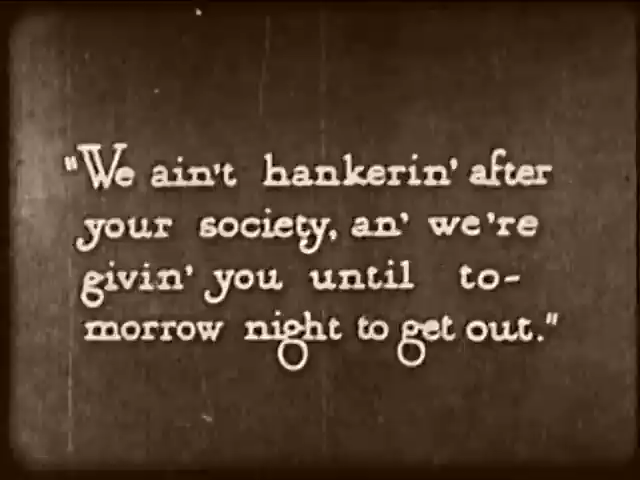 "We ain't hankerin' after
your society, an' we're
givin' you until to-
morrow night to get out."